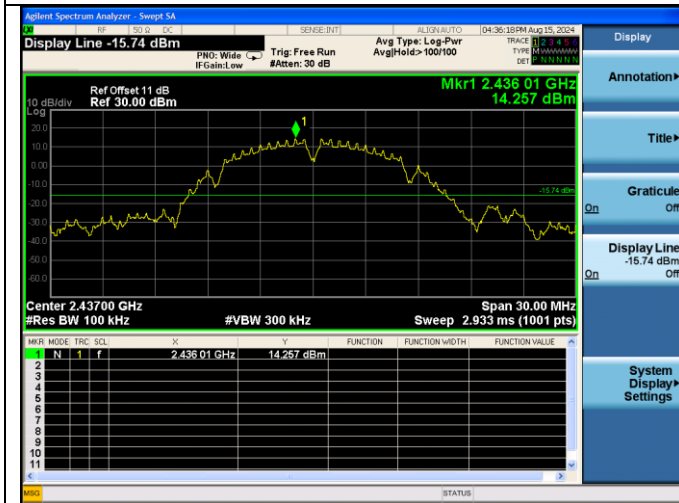 Agilent Spectrum Analyzer - Swept SA
RF 50 Ω DC SENSE:INT ALIGN AUTO 04:36:18 PM Aug 15, 2024
Display Line -15.74 dBm
PNO: Wide Trig: Free Run Avg Type: Log-Pwr TRACE 1 2 3 4 5 6
IFGain:Low #Atten: 30 dB Avg|Hold:>100/100 TYPE M
DET P N N N N N
Ref Offset 11 dB Mkr1 2.436 01 GHz
10 dB/div Ref 30.00 dBm 14.257 dBm
Log
1
20.0
10.0
0.00
-10.0
-15.74 dBm
-20.0
-30.0
-40.0
-50.0
-60.0
Center 2.43700 GHz Span 30.00 MHz
#Res BW 100 kHz #VBW 300 kHz Sweep 2.933 ms (1001 pts)
MKR MODE TRC SCL X Y FUNCTION FUNCTION WIDTH FUNCTION VALUE
1 N 1 f 2.436 01 GHz 14.257 dBm
2
3
4
5
6
7
8
9
10
11
MSG STATUS
Display
Annotation
Title
Graticule
On Off
Display Line
-15.74 dBm
On Off
System
Display
Settings